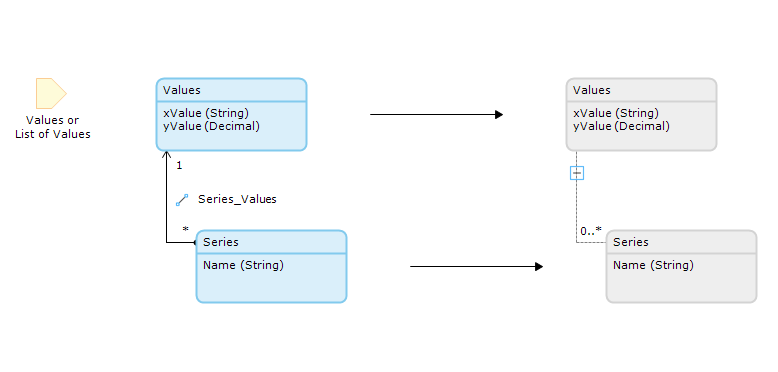 Values or
List of Values
Values
xValue (String)
yValue (Decimal)
1
Series_Values
*
Series
Name (String)
Values
xValue (String)
yValue (Decimal)
0..*
Series
Name (String)